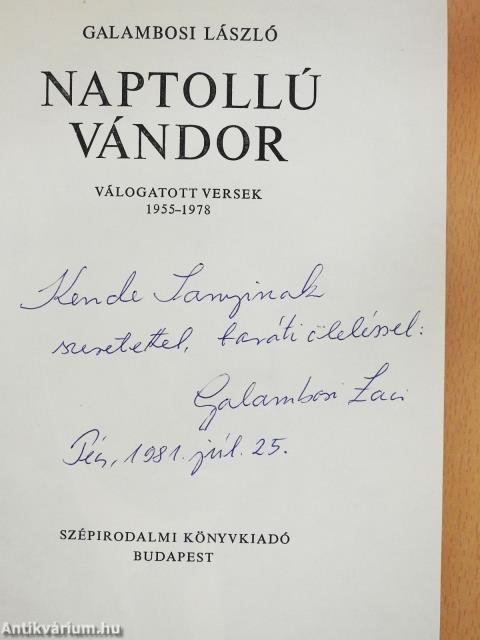 GALAMBOSI LÁSZLÓ
NAPTOLLÚ
VÁNDOR
VÁLOGATOTT VERSEK
1955–1978
Kende Sanyinak
szeretettel, baráti öleléssel:
Galambosi Laci
Pécs, 1981. júl. 25.
SZÉPIRODALMI KÖNYVKIADÓ
BUDAPEST
Antikvárium.hu